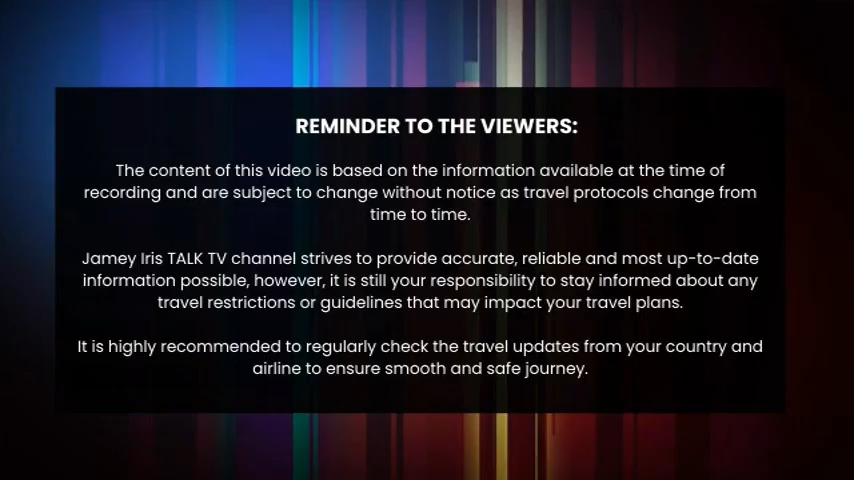 REMINDER TO THE VIEWERS:
The content of this video is based on the information available at the time of
recording and are subject to change without notice as travel protocols change from
time to time.
Jamey Iris TALK TV channel strives to provide accurate, reliable and most up-to-date
information possible, however, it is still your responsibility to stay informed about any
travel restrictions or guidelines that may impact your travel plans.
It is highly recommended to regularly check the travel updates from your country and
airline to ensure smooth and safe journey.